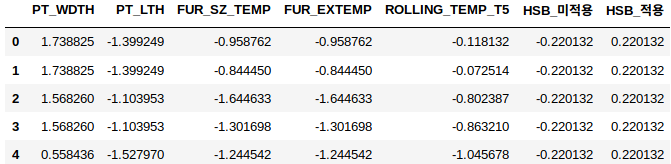 PT_WDTH PT_LTH FUR_SZ_TEMP FUR_EXTEMP ROLLING_TEMP_T5 HSB_미적용 HSB_적용
0 1.738825 -1.399249 -0.958762 -0.958762 -0.118132 -0.220132 0.220132
1 1.738825 -1.399249 -0.844450 -0.844450 -0.072514 -0.220132 0.220132
2 1.568260 -1.103953 -1.644633 -1.644633 -0.802387 -0.220132 0.220132
3 1.568260 -1.103953 -1.301698 -1.301698 -0.863210 -0.220132 0.220132
4 0.558436 -1.527970 -1.244542 -1.244542 -1.045678 -0.220132 0.220132